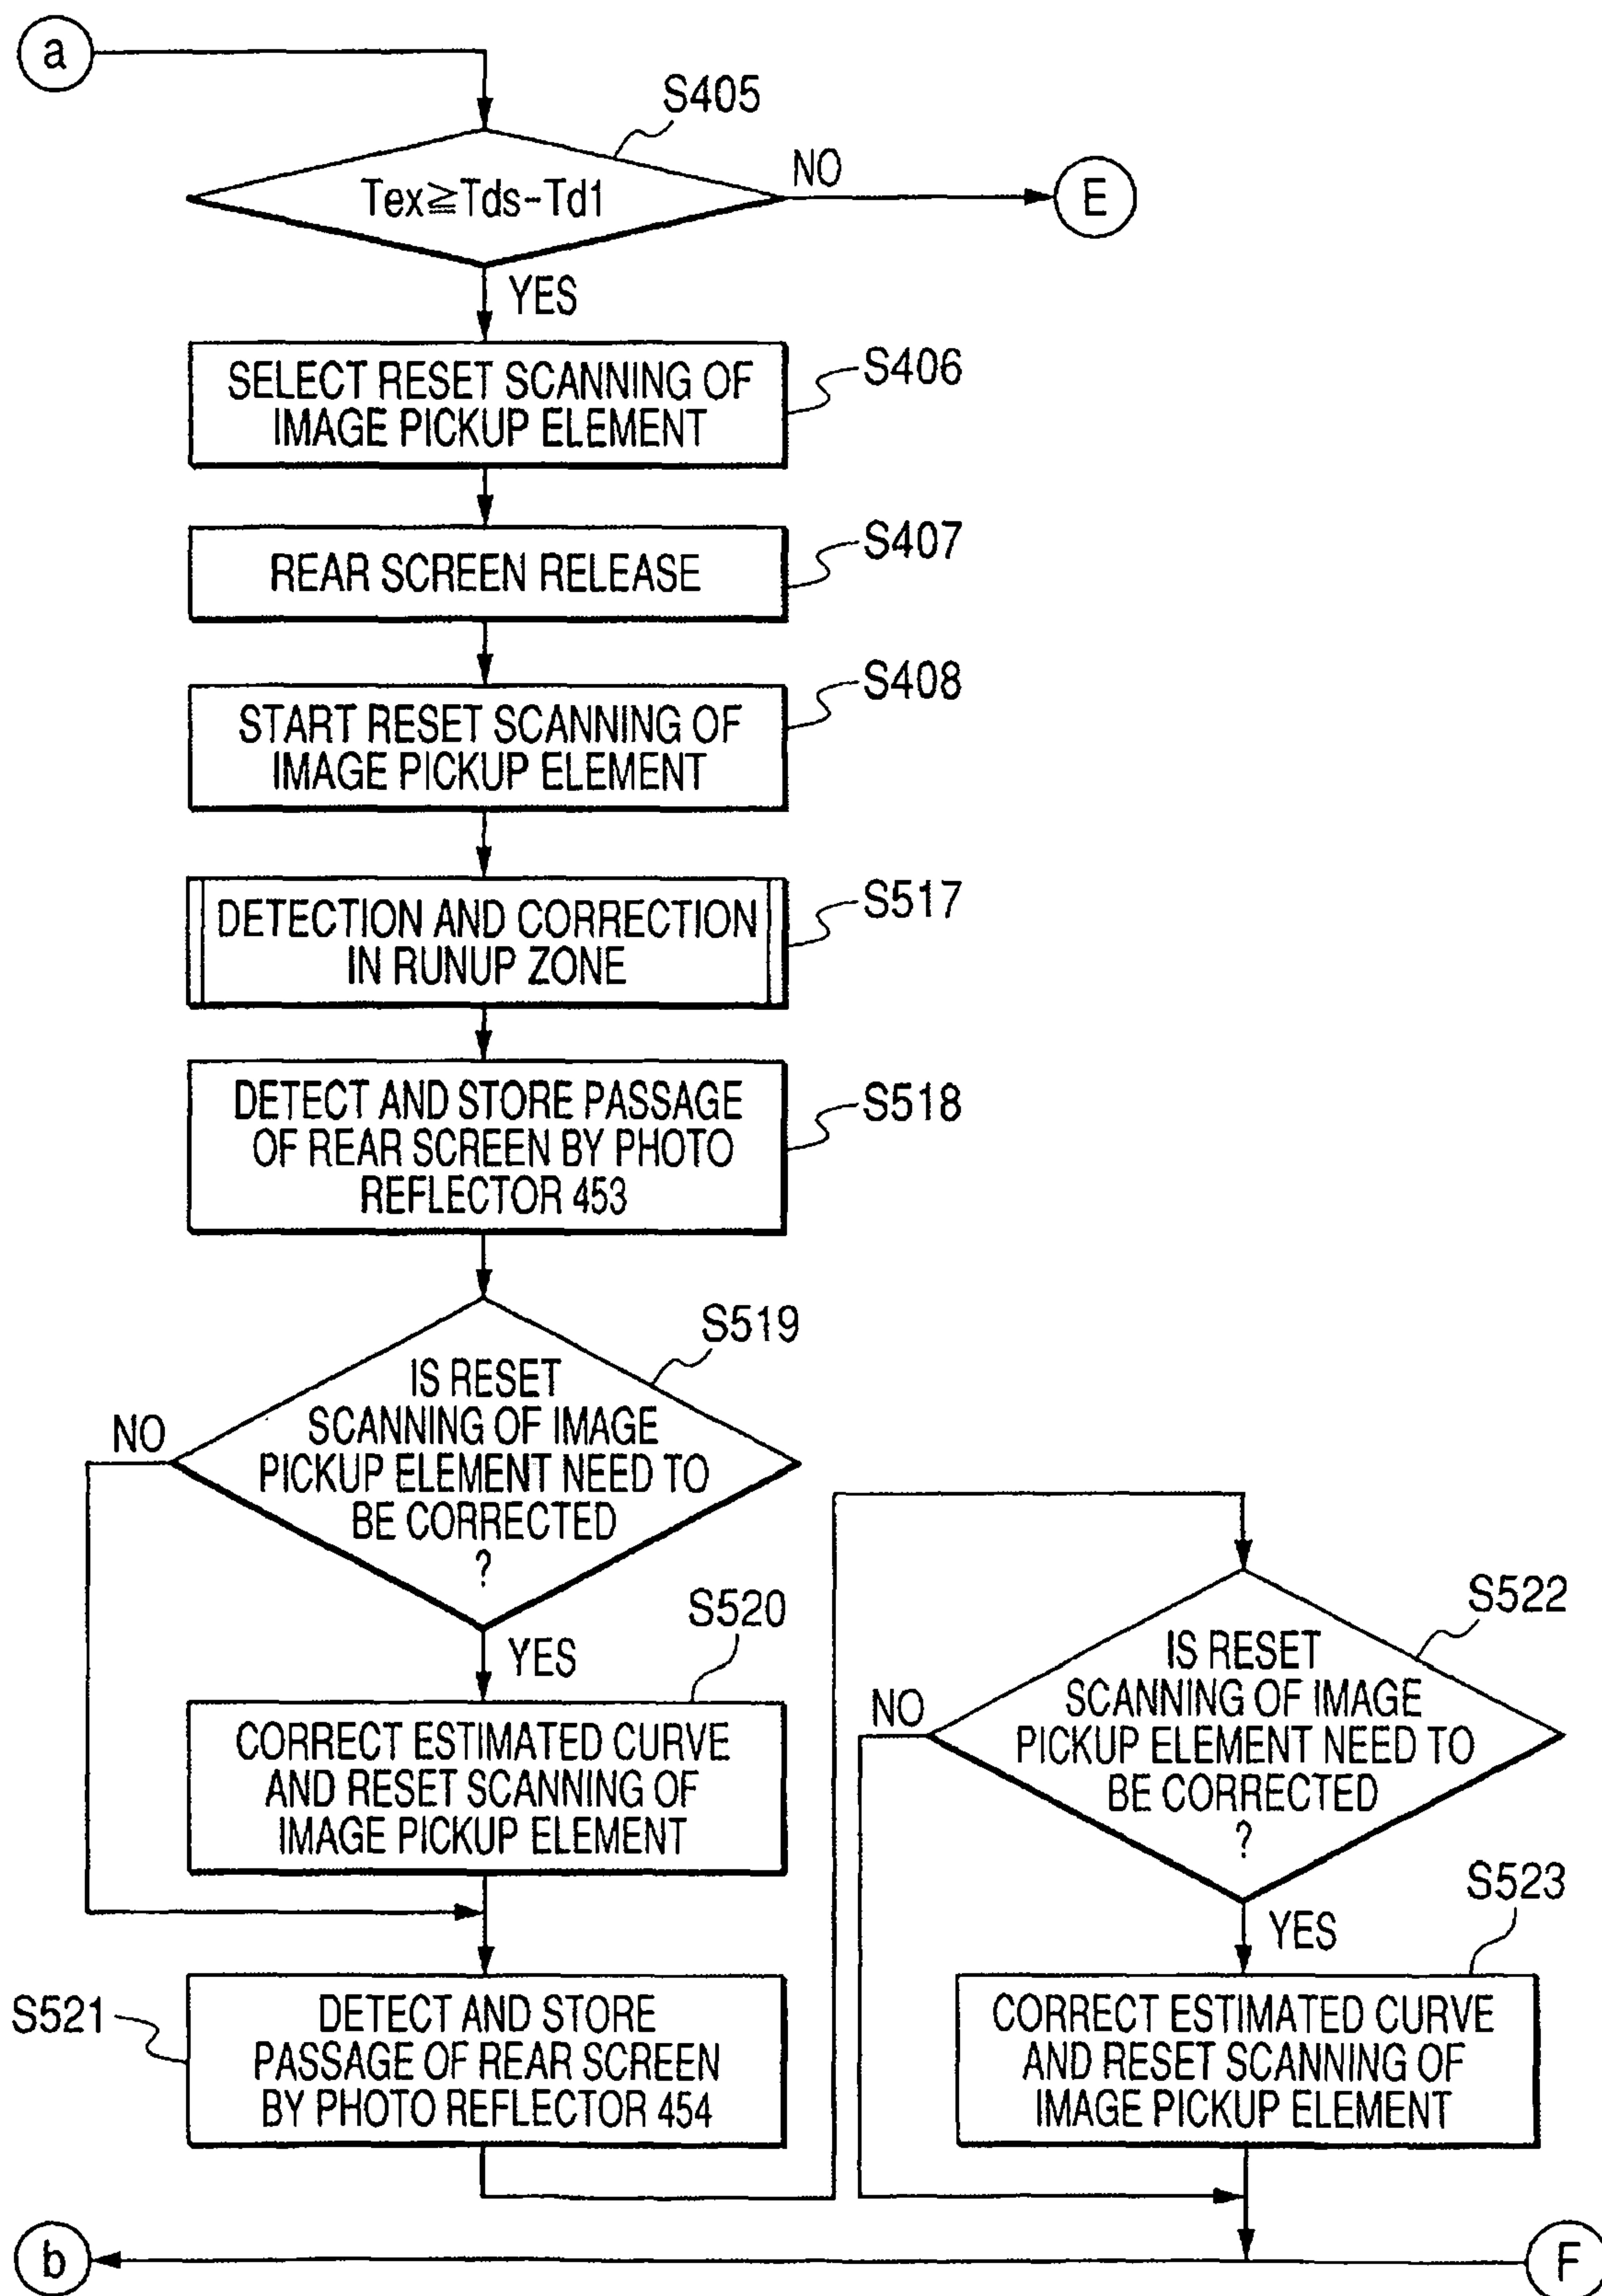 a
S405
Tex≧Tds-Td1
NO
E
YES
SELECT RESET SCANNING OF
IMAGE PICKUP ELEMENT
S406
REAR SCREEN RELEASE
S407
START RESET SCANNING OF
IMAGE PICKUP ELEMENT
S408
DETECTION AND CORRECTION
IN RUNUP ZONE
S517
DETECT AND STORE PASSAGE
OF REAR SCREEN BY PHOTO
REFLECTOR 453
S518
S519
IS RESET
SCANNING OF IMAGE
PICKUP ELEMENT NEED TO
BE CORRECTED
?
NO
YES
S520
CORRECT ESTIMATED CURVE
AND RESET SCANNING OF
IMAGE PICKUP ELEMENT
S521
DETECT AND STORE
PASSAGE OF REAR SCREEN
BY PHOTO REFLECTOR 454
S522
IS RESET
SCANNING OF IMAGE
PICKUP ELEMENT NEED TO
BE CORRECTED
?
NO
YES
S523
CORRECT ESTIMATED CURVE
AND RESET SCANNING OF
IMAGE PICKUP ELEMENT
b
F